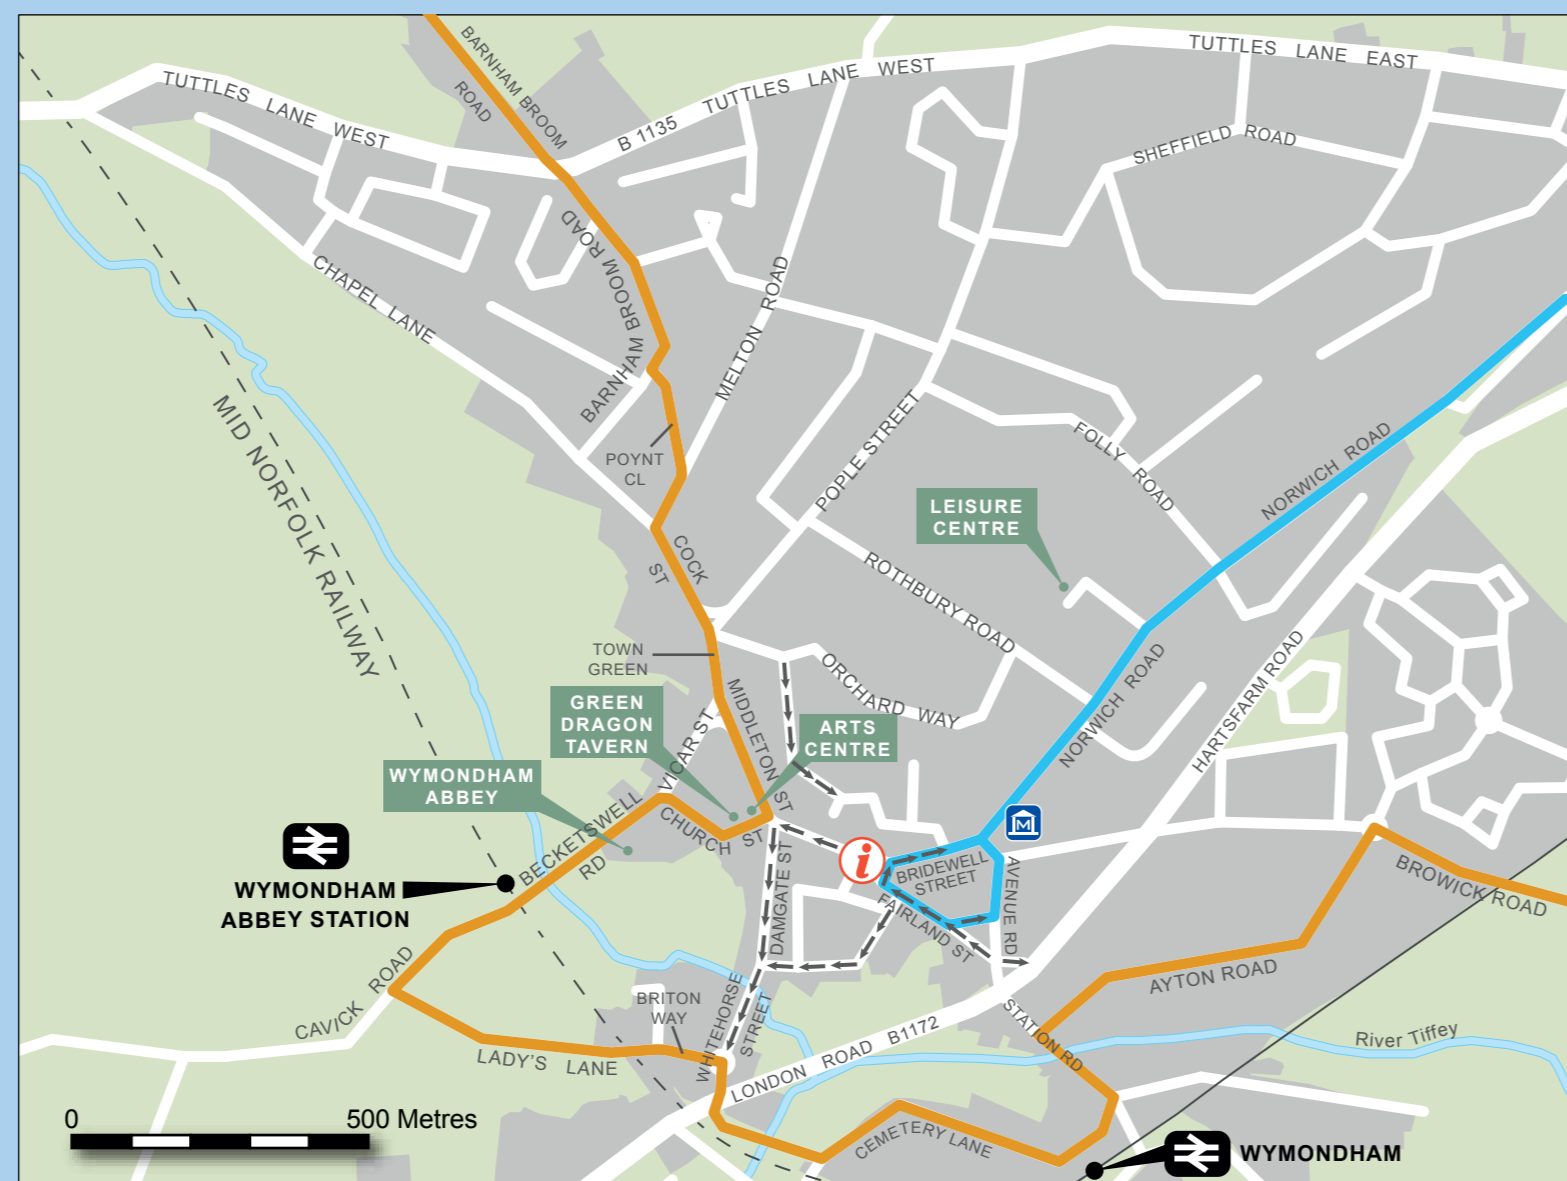 BARNHAM BROOM
ROAD
TUTTLES LANE EAST
TUTTLES LANE WEST
TUTTLES LANE WEST
B 1135
SHEFFIELD ROAD
BARNHAM BROOM ROAD
CHAPEL LANE
MELTON ROAD
MID NORFOLK RAILWAY
POYNT
CL
POPLE STREET
FOLLY ROAD
NORWICH ROAD
LEISURE
CENTRE
COCK
ST
ROTHBURY ROAD
TOWN
GREEN
ORCHARD WAY
NORWICH ROAD
HARTSFARM ROAD
GREEN
DRAGON
TAVERN
VICAR ST
MIDDLETON ST
ARTS
CENTRE
WYMONDHAM
ABBEY
BECKETSWELL
RD
CHURCH ST
M
i
BRIDEWELL
STREET
WYMONDHAM
ABBEY STATION
DAMGATE ST
FAIRLAND ST
AVENUE RD
BROWICK ROAD
CAVICK ROAD
AYTON ROAD
BRITON
WAY
WHITEHORSE
STREET
STATION RD
LADY'S LANE
LONDON ROAD B1172
River Tiffey
0 500 Metres
CEMETERY LANE
WYMONDHAM